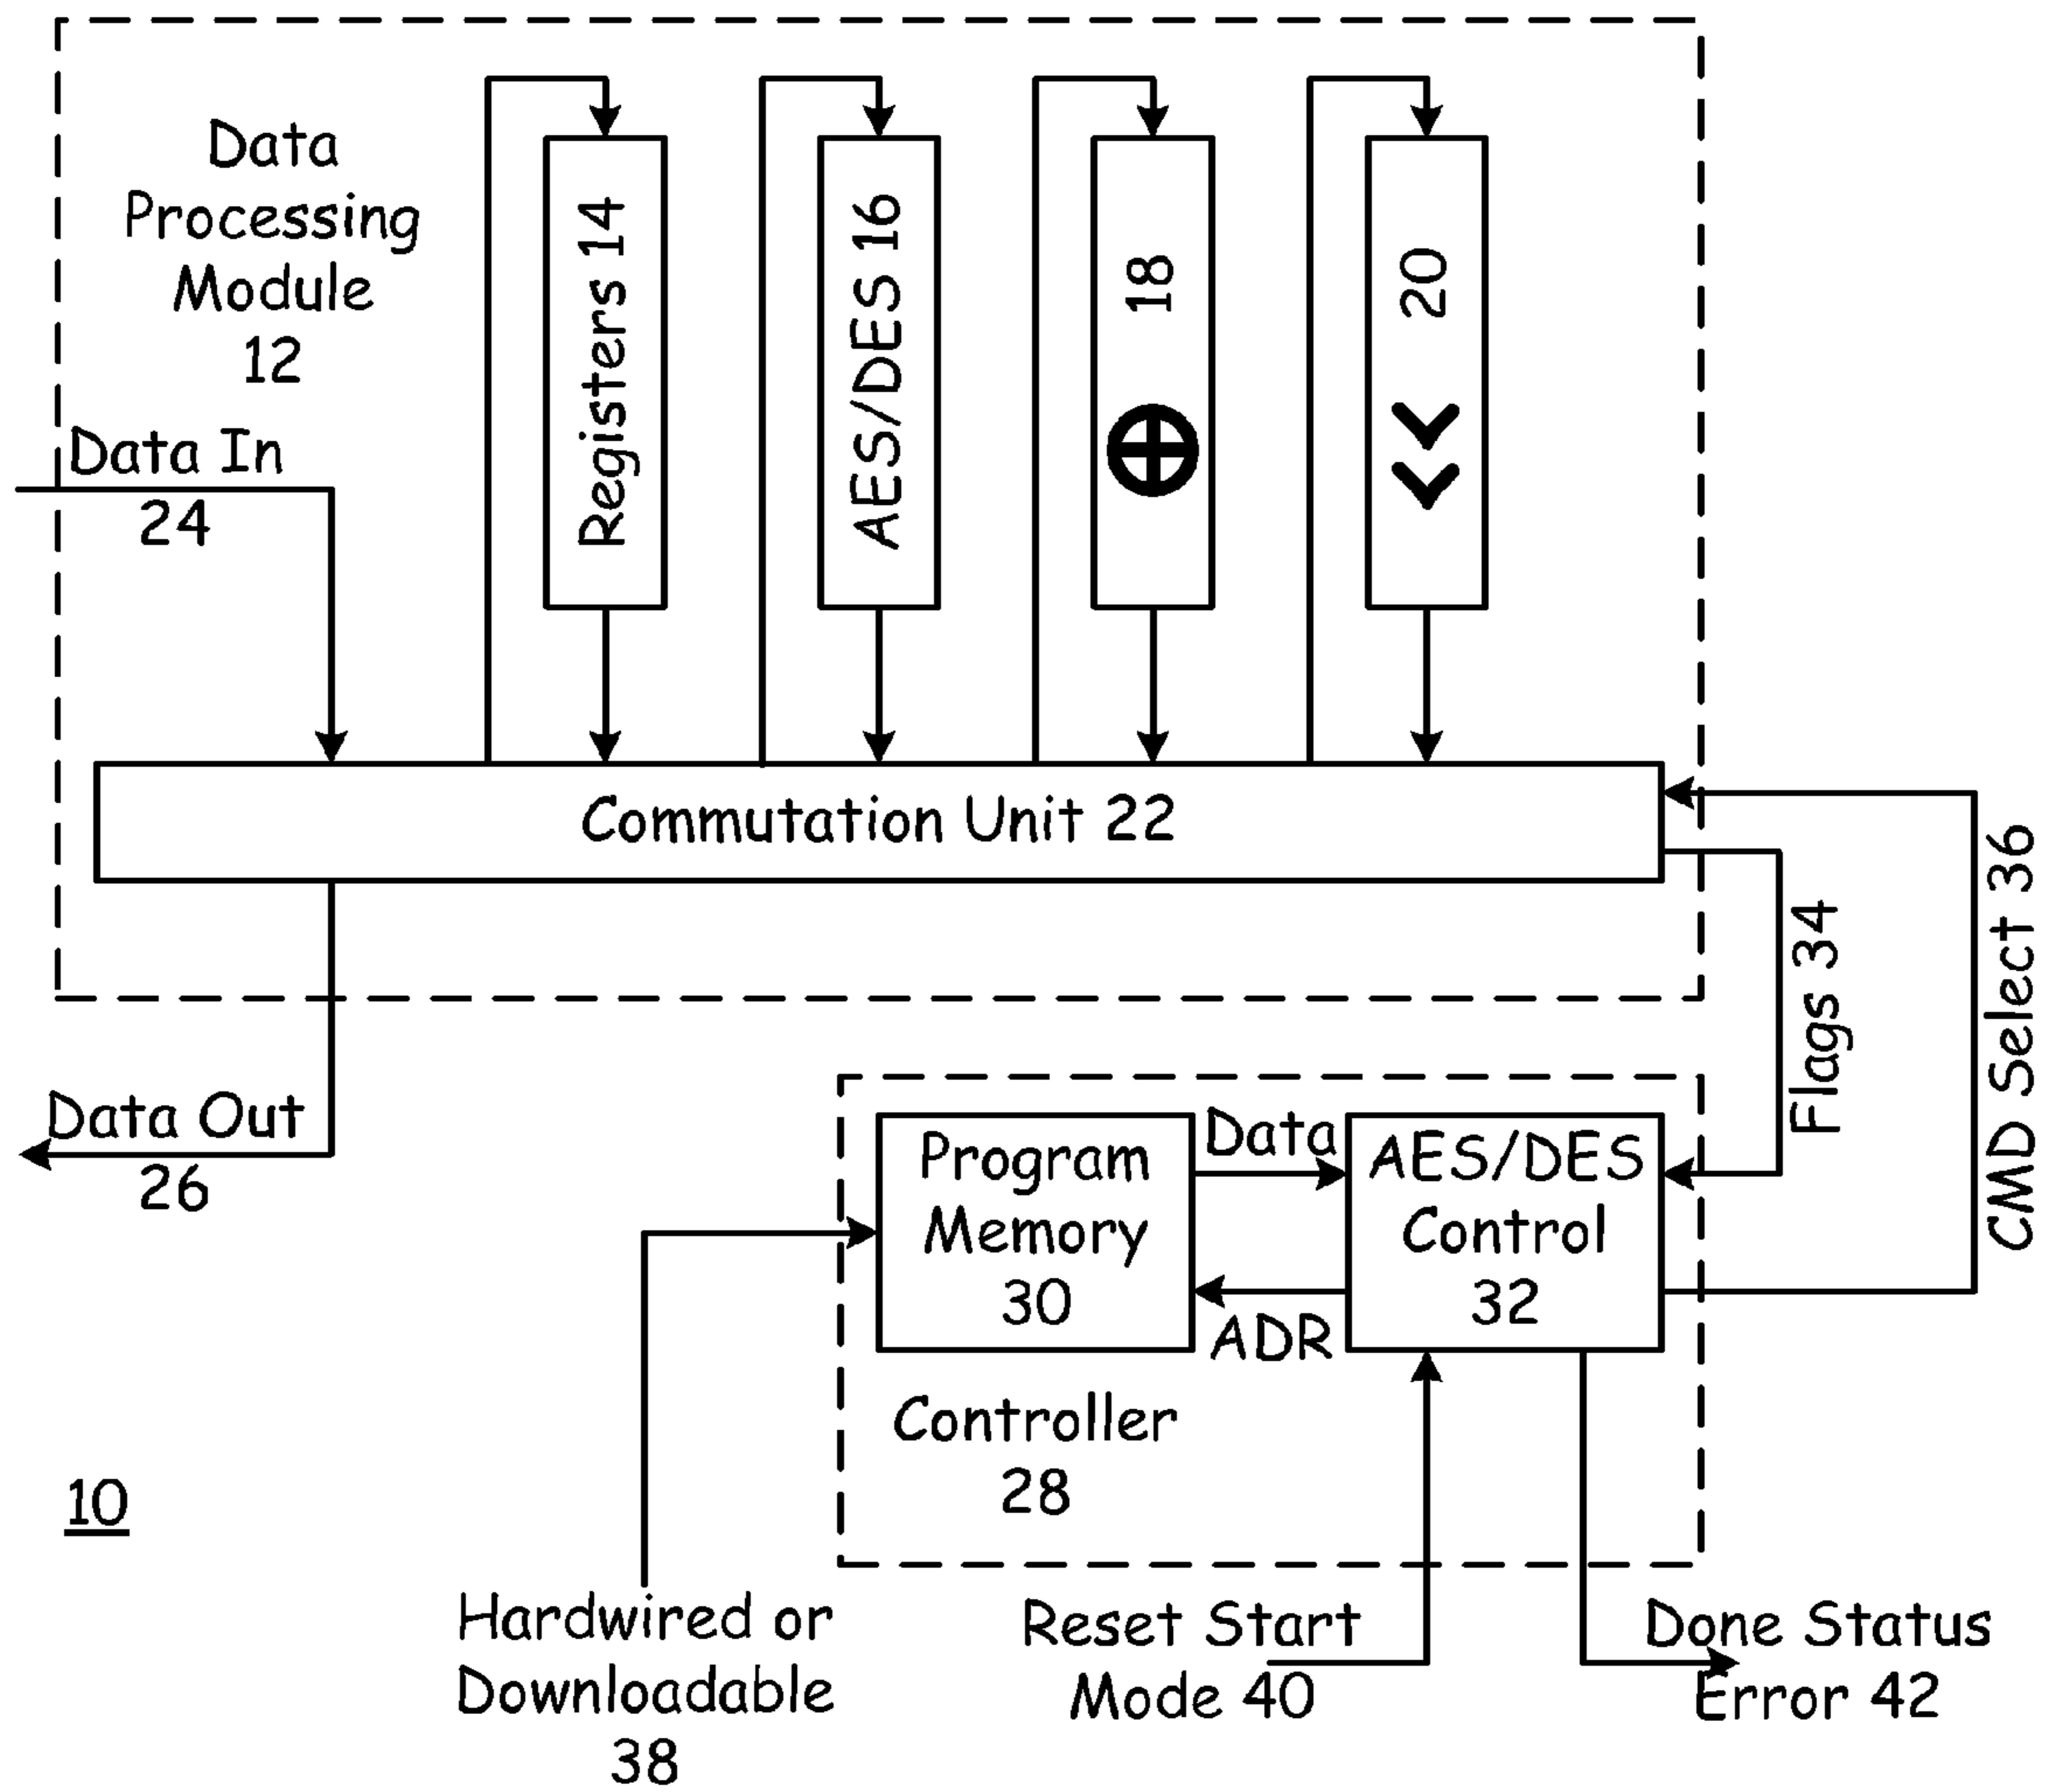 Data
Processing
Module
12
Registers 14
AES/DES 16
18
20
Data In
24
Commutation Unit 22
Flags 34
CMD Select 36
Data Out
26
Program
Memory
30
Data
ADR
AES/DES
Control
32
Controller
28
10
Hardwired or
Downloadable
38
Reset Start
Mode 40
Done Status
Error 42